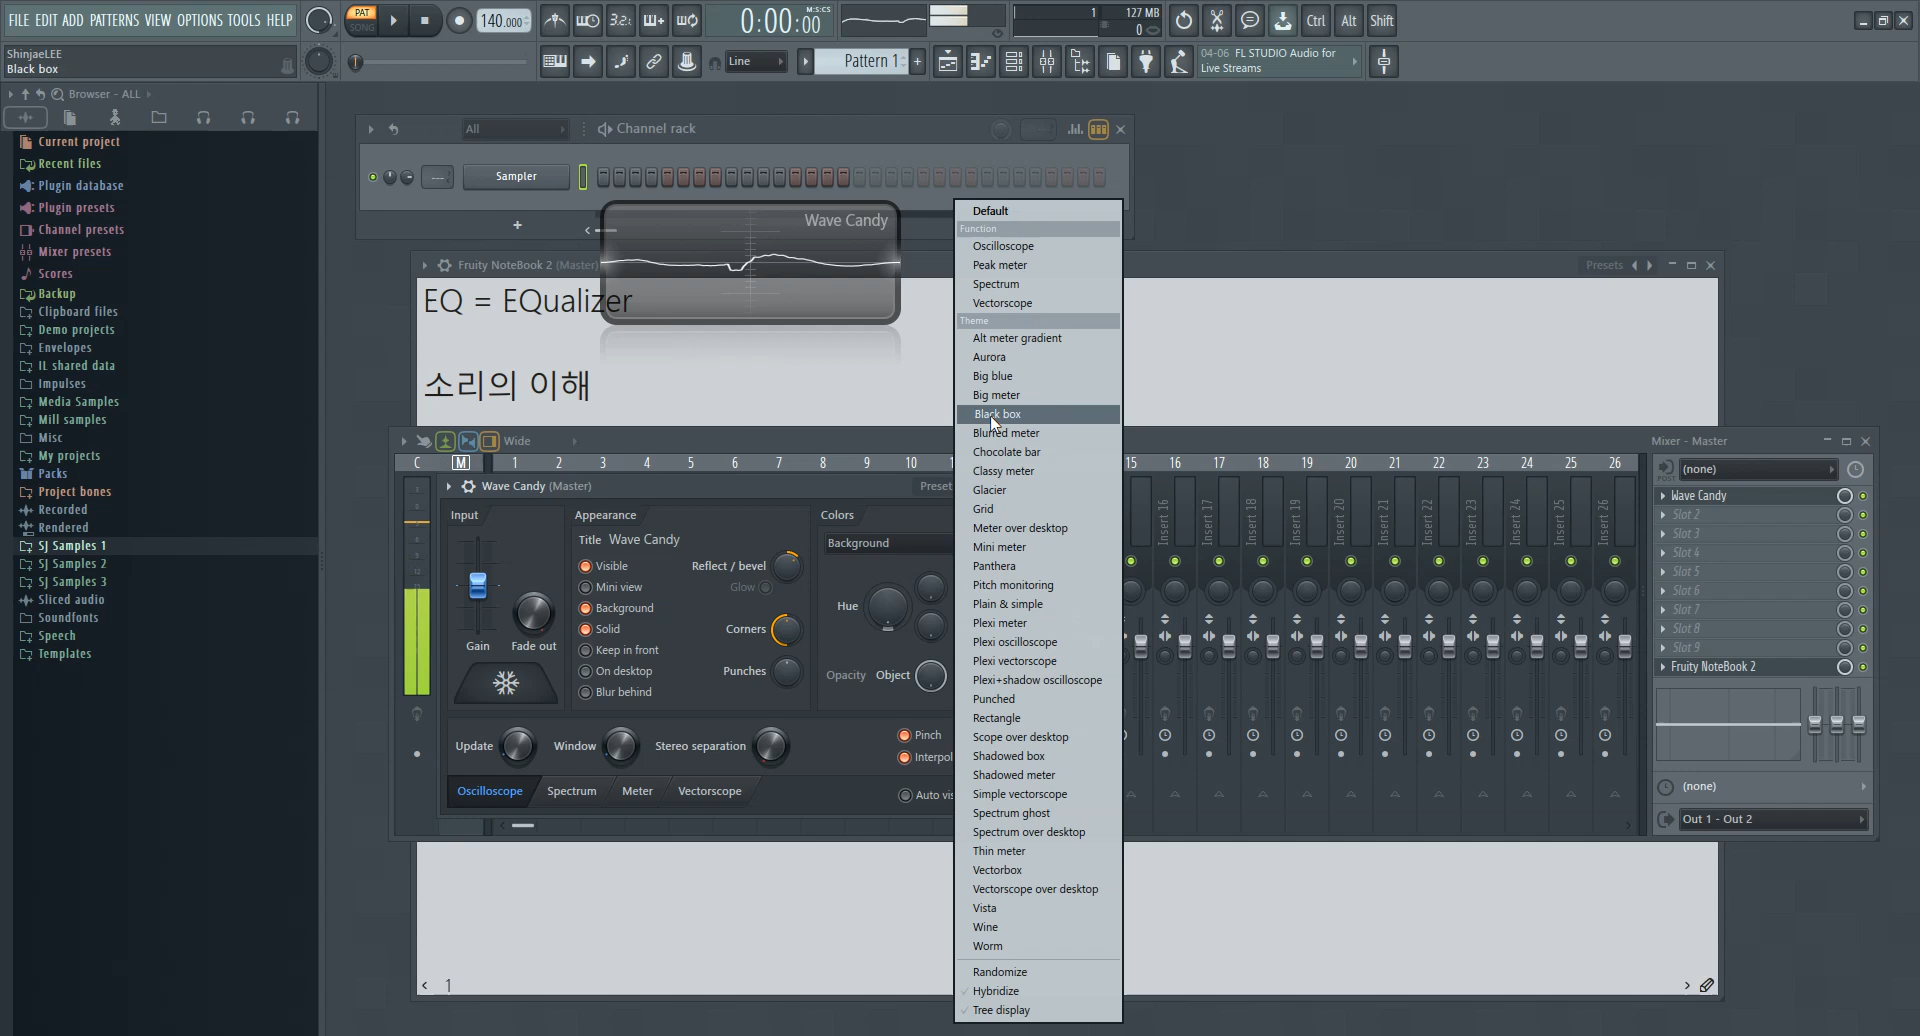 FILE EDIT ADD PATTERNS VIEW OPTIONS TOOLS HELP
PAT
SONG
140.000
3.2.
M:S:CS
0:00:00
1
127 MB
0
Ctrl
Alt
Shift
ShinjaeLEE
Black box
Line
Pattern 1
+
04-06 FL STUDIO Audio for
Live Streams
Browser - ALL
Current project
Recent files
Plugin database
Plugin presets
Channel presets
Mixer presets
Scores
Backup
Clipboard files
Demo projects
Envelopes
IL shared data
Impulses
Media Samples
Mill samples
Misc
My projects
Packs
Project bones
Recorded
Rendered
SJ Samples 1
SJ Samples 2
SJ Samples 3
Sliced audio
Soundfonts
Speech
Templates
All
Channel rack
---
Sampler
+
Wave Candy
Fruity NoteBook 2 (Master)
Presets
EQ = EQualizer
소리의 이해
1
Default
Function
Oscilloscope
Peak meter
Spectrum
Vectorscope
Theme
Alt meter gradient
Aurora
Big blue
Big meter
Black box
Blurred meter
Chocolate bar
Classy meter
Glacier
Grid
Meter over desktop
Mini meter
Panthera
Pitch monitoring
Plain & simple
Plexi meter
Plexi oscilloscope
Plexi vectorscope
Plexi+shadow oscilloscope
Punched
Rectangle
Scope over desktop
Shadowed box
Shadowed meter
Simple vectorscope
Spectrum ghost
Spectrum over desktop
Thin meter
Vectorbox
Vectorscope over desktop
Vista
Wine
Worm
Randomize
Hybridize
Tree display
Wide
Mixer - Master
C M 1 2 3 4 5 6 7 8 9 10
15 16 17 18 19 20 21 22 23 24 25 26
Wave Candy (Master)
Preset
Input
Gain
Fade out
Appearance
Title Wave Candy
Visible
Mini view
Background
Solid
Keep in front
On desktop
Blur behind
Reflect / bevel
Glow
Corners
Punches
Colors
Background
Hue
Opacity Object
Update
Window
Stereo separation
Pinch
Interpol
Auto vis
Oscilloscope
Spectrum
Meter
Vectorscope
Insert 16
Insert 17
Insert 18
Insert 19
Insert 20
Insert 21
Insert 22
Insert 23
Insert 24
Insert 25
Insert 26
POST
(none)
Wave Candy
Slot 2
Slot 3
Slot 4
Slot 5
Slot 6
Slot 7
Slot 8
Slot 9
Fruity NoteBook 2
(none)
Out 1 - Out 2